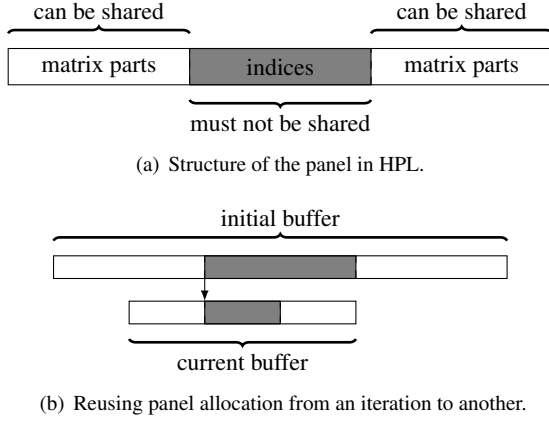 can be shared can be shared
matrix parts indices matrix parts
must not be shared
(a) Structure of the panel in HPL.
initial buffer
current buffer
(b) Reusing panel allocation from an iteration to another.